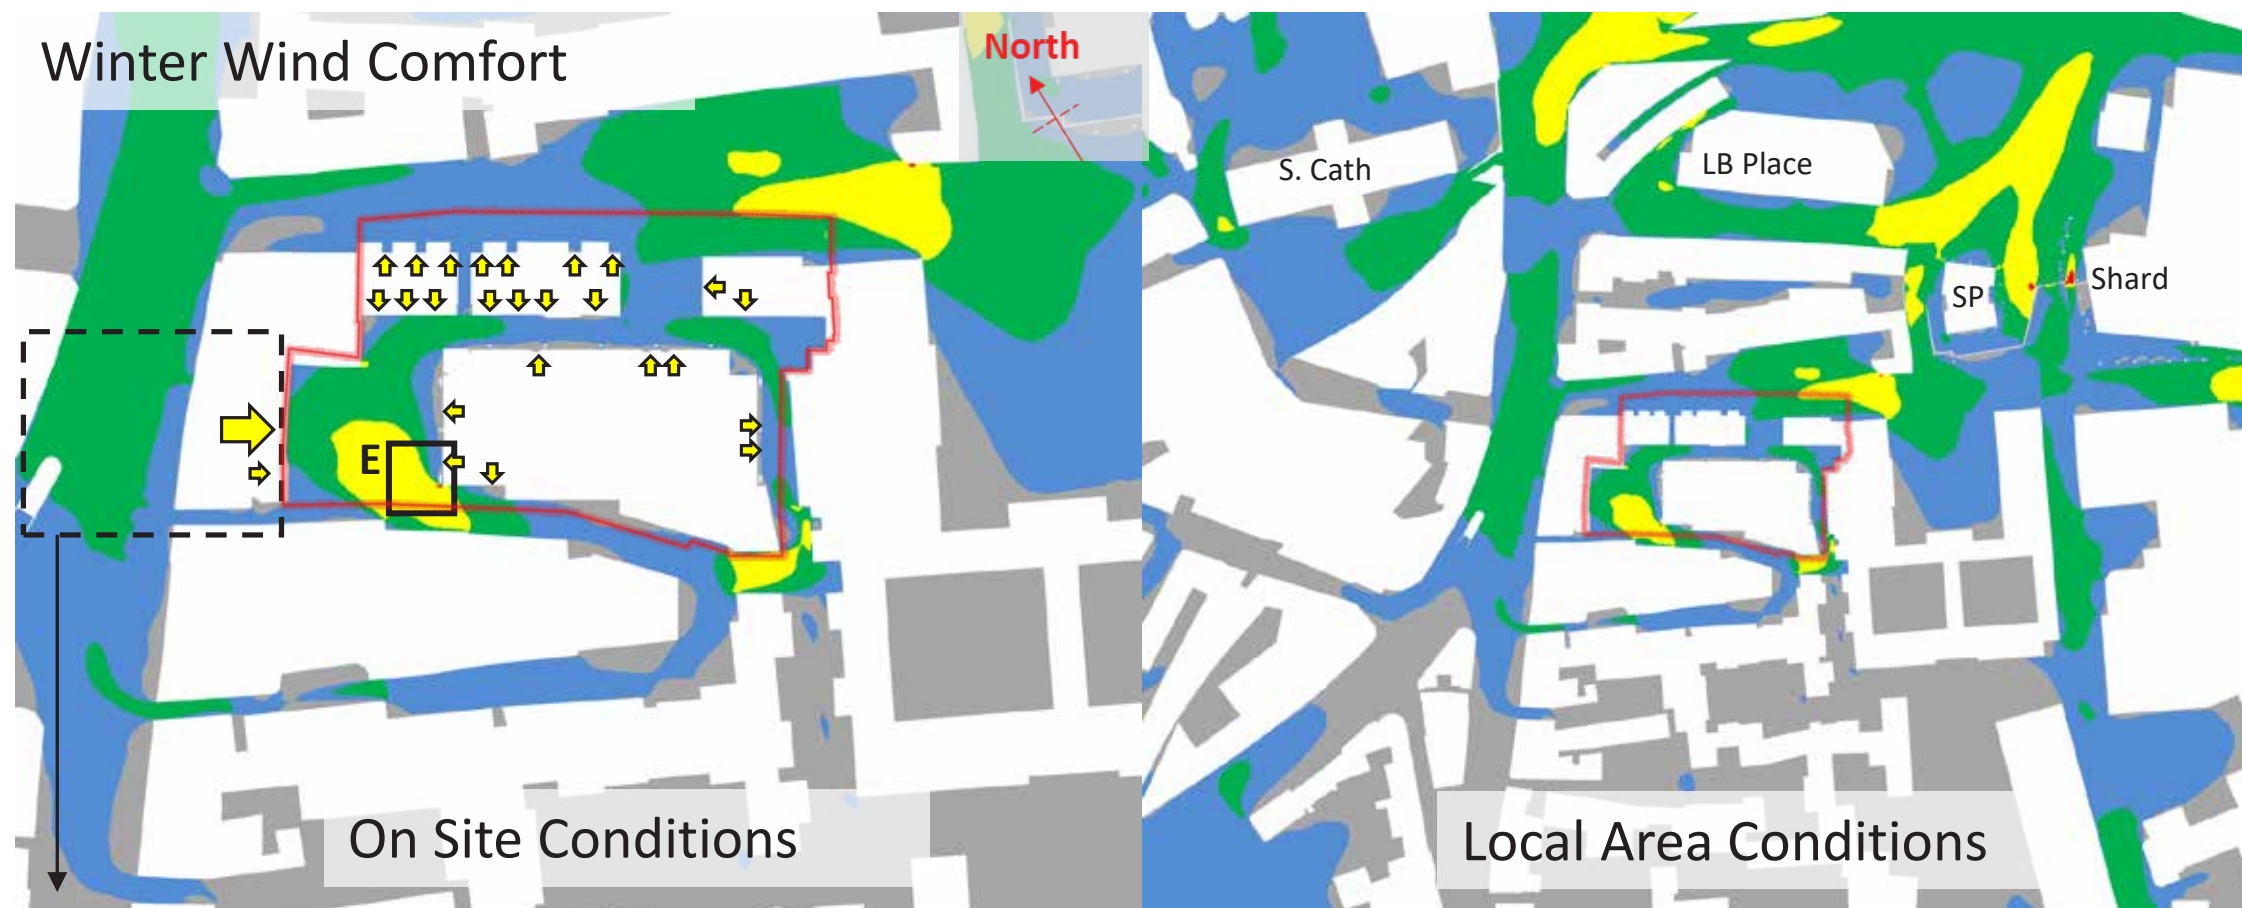 Winter Wind Comfort
North
S. Cath
LB Place
SP
Shard
E
On Site Conditions
Local Area Conditions